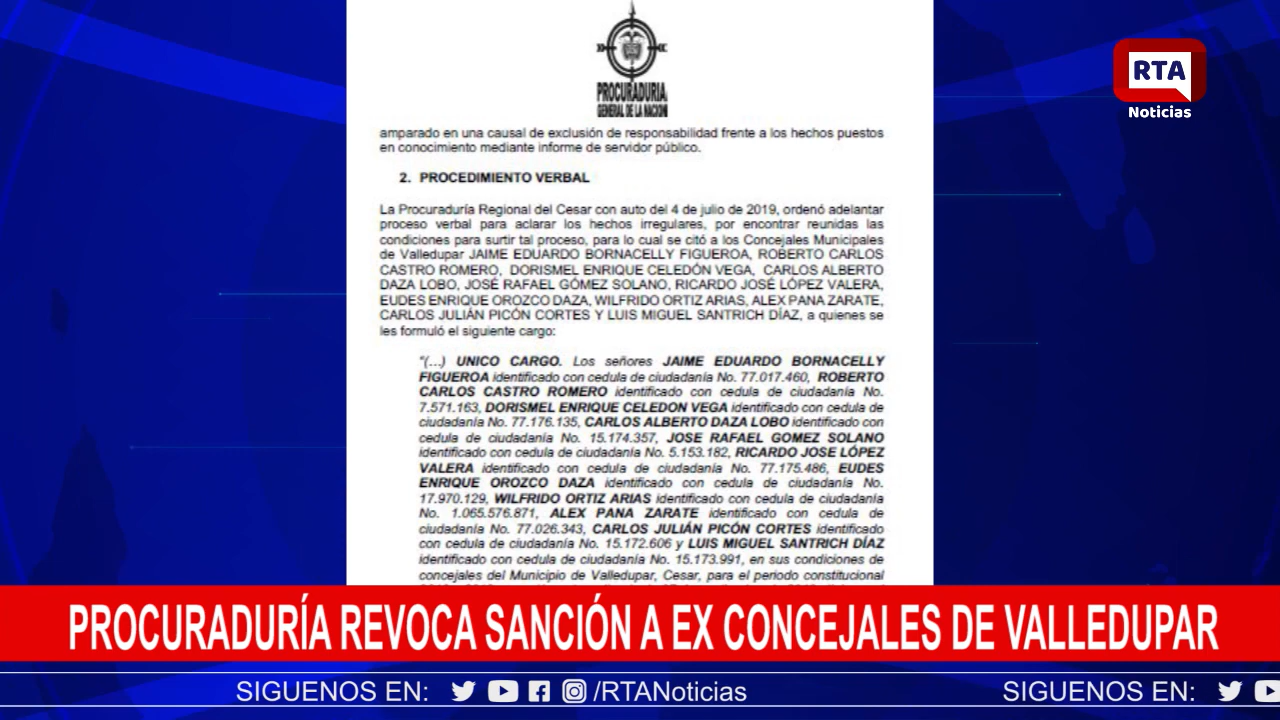 PROCURADURIA
GENERAL DE LA NACION
RTA
Noticias
amparado en una causal de exclusión de responsabilidad frente a los hechos puestos
en conocimiento mediante informe de servidor público.
2. PROCEDIMIENTO VERBAL
La Procuraduría Regional del Cesar con auto del 4 de julio de 2019, ordenó adelantar
proceso verbal para aclarar los hechos irregulares, por encontrar reunidas las
condiciones para surtir tal proceso, para lo cual se citó a los Concejales Municipales
de Valledupar JAIME EDUARDO BORNACELLY FIGUEROA, ROBERTO CARLOS
CASTRO ROMERO, DORISMEL ENRIQUE CELEDÓN VEGA, CARLOS ALBERTO
DAZA LOBO, JOSÉ RAFAEL GÓMEZ SOLANO, RICARDO JOSÉ LÓPEZ VALERA,
EUDES ENRIQUE OROZCO DAZA, WILFRIDO ORTIZ ARIAS, ALEX PANA ZARATE,
CARLOS JULIÁN PICÓN CORTES Y LUIS MIGUEL SANTRICH DÍAZ, a quienes se
les formuló el siguiente cargo:
"(...) UNICO CARGO. Los señores JAIME EDUARDO BORNACELLY
FIGUEROA identificado con cedula de ciudadanía No. 77.017.460, ROBERTO
CARLOS CASTRO ROMERO identificado con cedula de ciudadanía No.
7.571.163, DORISMEL ENRIQUE CELEDON VEGA identificado con cedula de
ciudadanía No. 77.176.135, CARLOS ALBERTO DAZA LOBO identificado con
cedula de ciudadanía No. 15.174.357, JOSE RAFAEL GOMEZ SOLANO
identificado con cedula de ciudadanía No. 5.153.182, RICARDO JOSE LÓPEZ
VALERA identificado con cedula de ciudadanía No. 77.175.486, EUDES
ENRIQUE OROZCO DAZA identificado con cedula de ciudadanía No.
17.970.129, WILFRIDO ORTIZ ARIAS identificado con cedula de ciudadanía
No. 1.065.576.871, ALEX PANA ZARATE identificado con cedula de
ciudadanía No. 77.026.343, CARLOS JULIÁN PICÓN CORTES identificado
con cedula de ciudadanía No. 15.172.606 y LUIS MIGUEL SANTRICH DÍAZ
identificado con cedula de ciudadanía No. 15.173.991, en sus condiciones de
concejales del Municipio de Valledupar, Cesar, para el periodo constitucional
PROCURADURÍA REVOCA SANCIÓN A EX CONCEJALES DE VALLEDUPAR
SIGUENOS EN: /RTANoticias SIGUENOS EN: